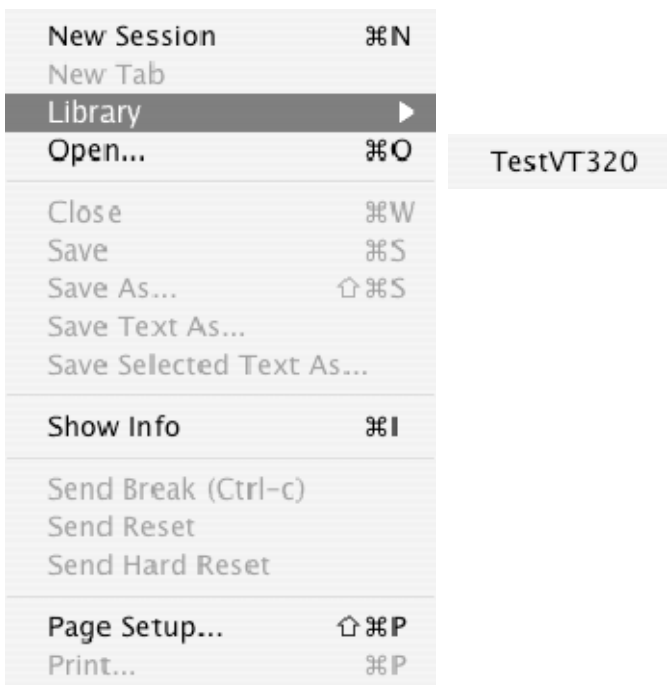 New Session ⌘N
New Tab
Library ▶
Open... ⌘O
TestVT320
Close ⌘W
Save ⌘S
Save As... ⇧⌘S
Save Text As...
Save Selected Text As...
Show Info ⌘I
Send Break (Ctrl-c)
Send Reset
Send Hard Reset
Page Setup... ⇧⌘P
Print... ⌘P